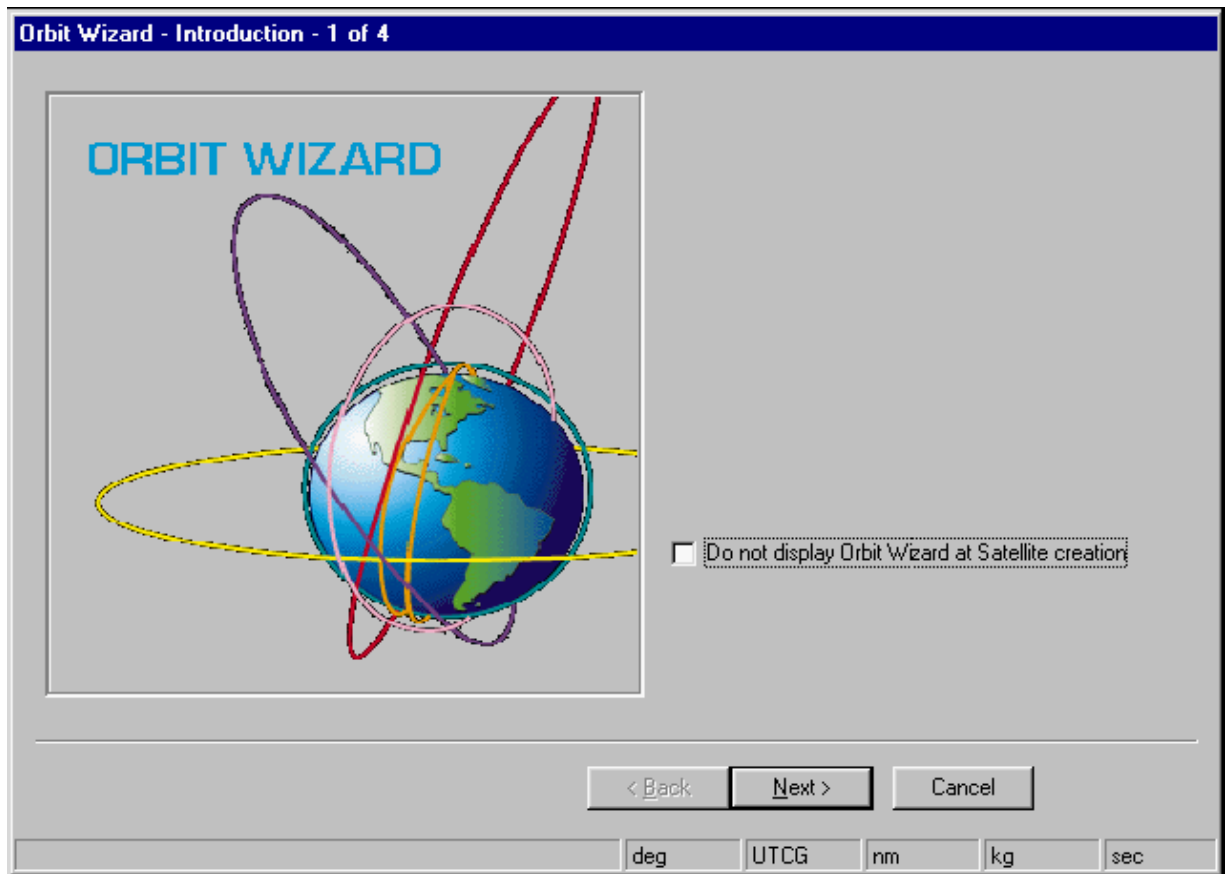 Orbit Wizard - Introduction - 1 of 4
ORBIT WIZARD
Do not display Orbit Wizard at Satellite creation
< Back Next > Cancel
deg UTCG nm kg sec